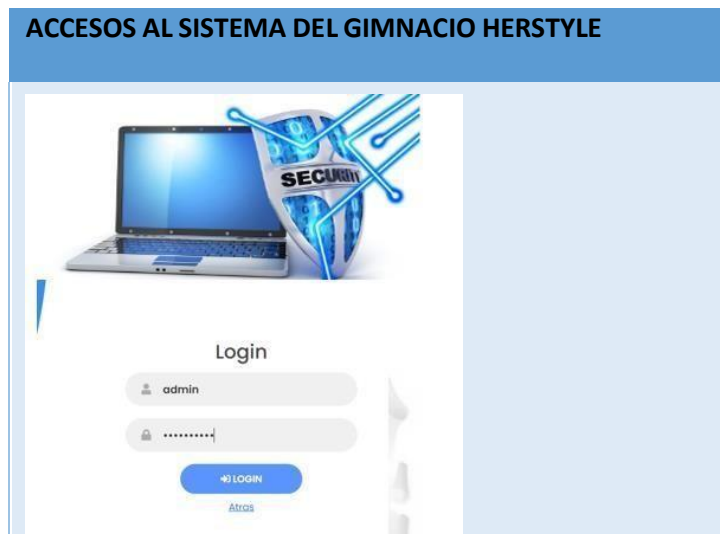 ACCESOS AL SISTEMA DEL GIMNACIO HERSTYLE
SECURITY
Login
admin
••••••••••
LOGIN
Atras